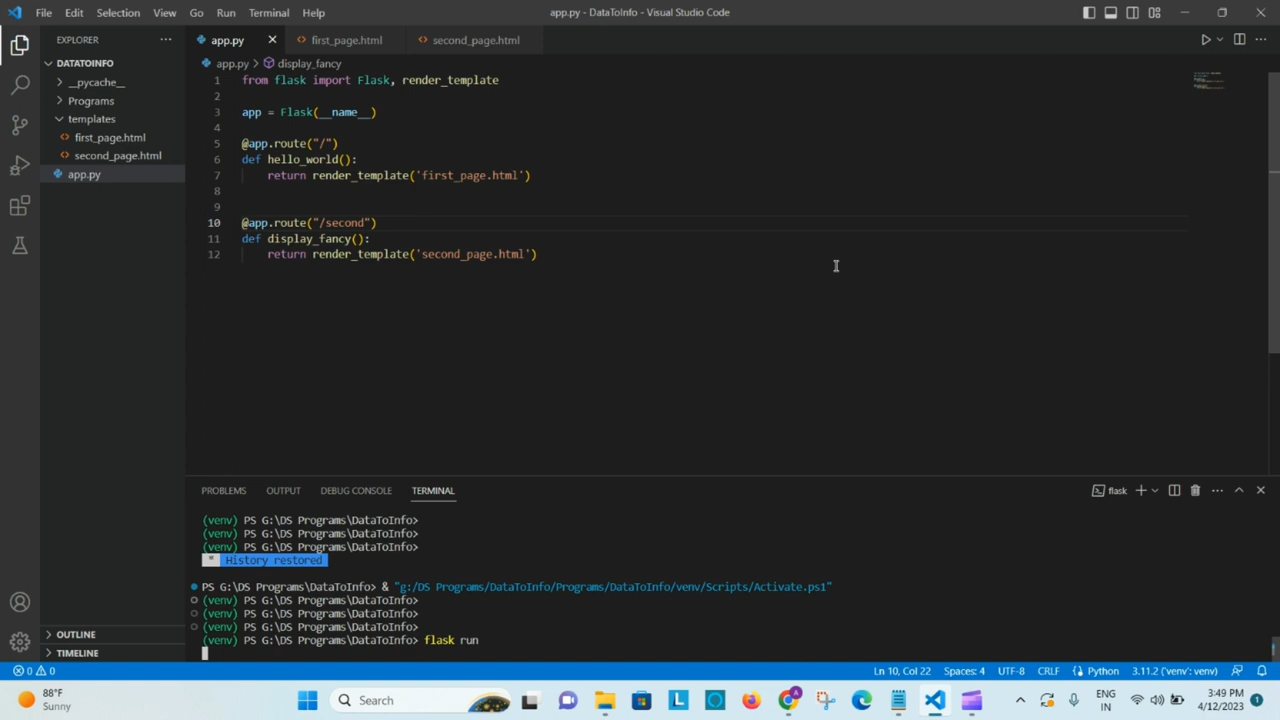 File Edit Selection View Go Run Terminal Help
app.py - DataToInfo - Visual Studio Code
EXPLORER
DATATOINFO
__pycache__
Programs
templates
first_page.html
second_page.html
app.py
app.py first_page.html second_page.html
app.py > display_fancy
1 from flask import Flask, render_template
2
3 app = Flask(__name__)
4
5 @app.route("/")
6 def hello_world():
7 return render_template('first_page.html')
8
9
10 @app.route("/second")
11 def display_fancy():
12 return render_template('second_page.html')
PROBLEMS OUTPUT DEBUG CONSOLE TERMINAL
flask
(venv) PS G:\DS Programs\DataToInfo>
(venv) PS G:\DS Programs\DataToInfo>
(venv) PS G:\DS Programs\DataToInfo>
* History restored
PS G:\DS Programs\DataToInfo> & "g:/DS Programs/DataToInfo/Programs/DataToInfo/venv/Scripts/Activate.ps1"
(venv) PS G:\DS Programs\DataToInfo>
(venv) PS G:\DS Programs\DataToInfo>
(venv) PS G:\DS Programs\DataToInfo>
(venv) PS G:\DS Programs\DataToInfo> flask run
OUTLINE
TIMELINE
0 0
Ln 10, Col 22 Spaces: 4 UTF-8 CRLF Python 3.11.2 ('venv': venv)
88°F
Sunny
Search
L
A
ENG
IN
3:49 PM
4/12/2023
1